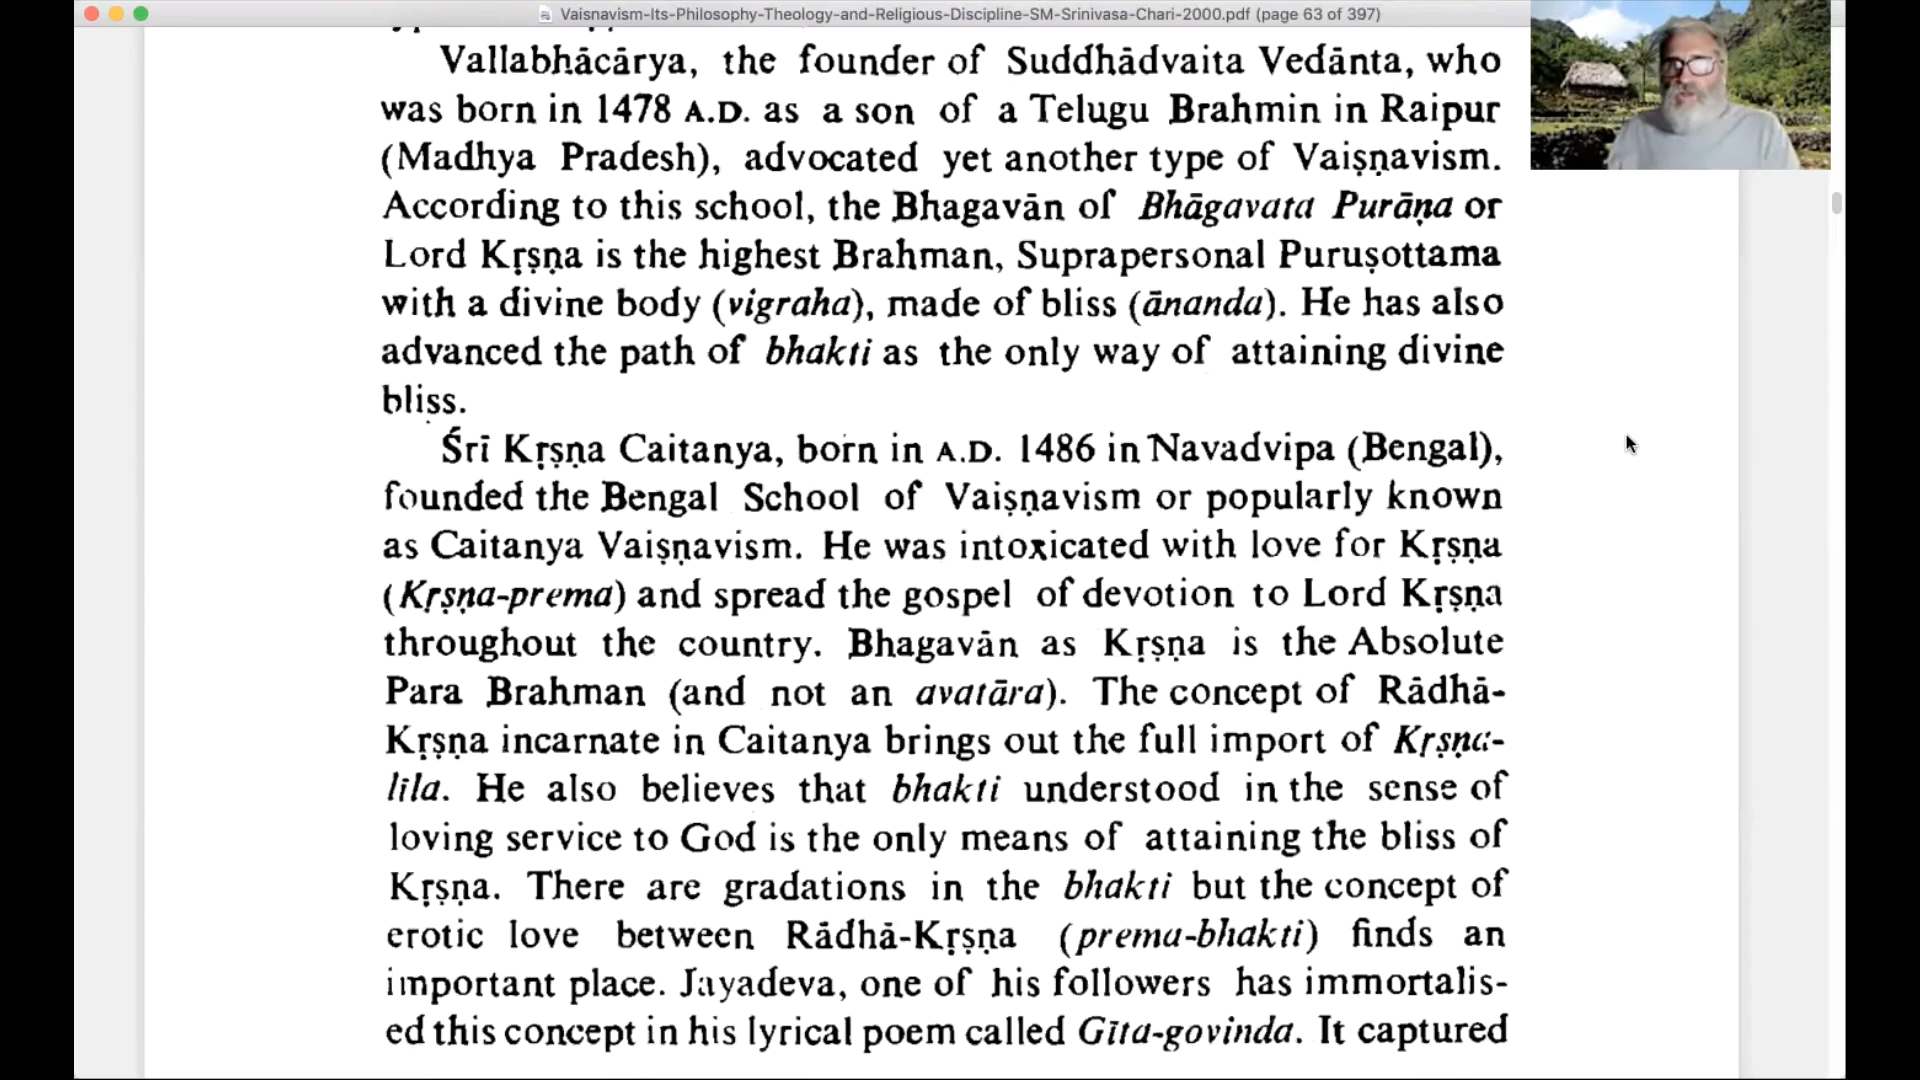 Vaisnavism-Its-Philosophy-Theology-and-Religious-Discipline-SM-Srinivasa-Chari-2000.pdf (page 63 of 397)
Vallabhācārya, the founder of Suddhādvaita Vedānta, who
was born in 1478 A.D. as a son of a Telugu Brahmin in Raipur
(Madhya Pradesh), advocated yet another type of Vaiṣṇavism.
According to this school, the Bhagavān of Bhāgavata Purāṇa or
Lord Kṛṣṇa is the highest Brahman, Suprapersonal Puruṣottama
with a divine body (vigraha), made of bliss (ānanda). He has also
advanced the path of bhakti as the only way of attaining divine
bliss.
Śrī Kṛṣṇa Caitanya, born in A.D. 1486 in Navadvipa (Bengal),
founded the Bengal School of Vaiṣṇavism or popularly known
as Caitanya Vaiṣṇavism. He was intoxicated with love for Kṛṣṇa
(Kṛṣṇa-prema) and spread the gospel of devotion to Lord Kṛṣṇa
throughout the country. Bhagavān as Kṛṣṇa is the Absolute
Para Brahman (and not an avatāra). The concept of Rādhā-
Kṛṣṇa incarnate in Caitanya brings out the full import of Kṛṣṇa-
līla. He also believes that bhakti understood in the sense of
loving service to God is the only means of attaining the bliss of
Kṛṣṇa. There are gradations in the bhakti but the concept of
erotic love between Rādhā-Kṛṣṇa (prema-bhakti) finds an
important place. Jayadeva, one of his followers has immortalis-
ed this concept in his lyrical poem called Gīta-govinda. It captured